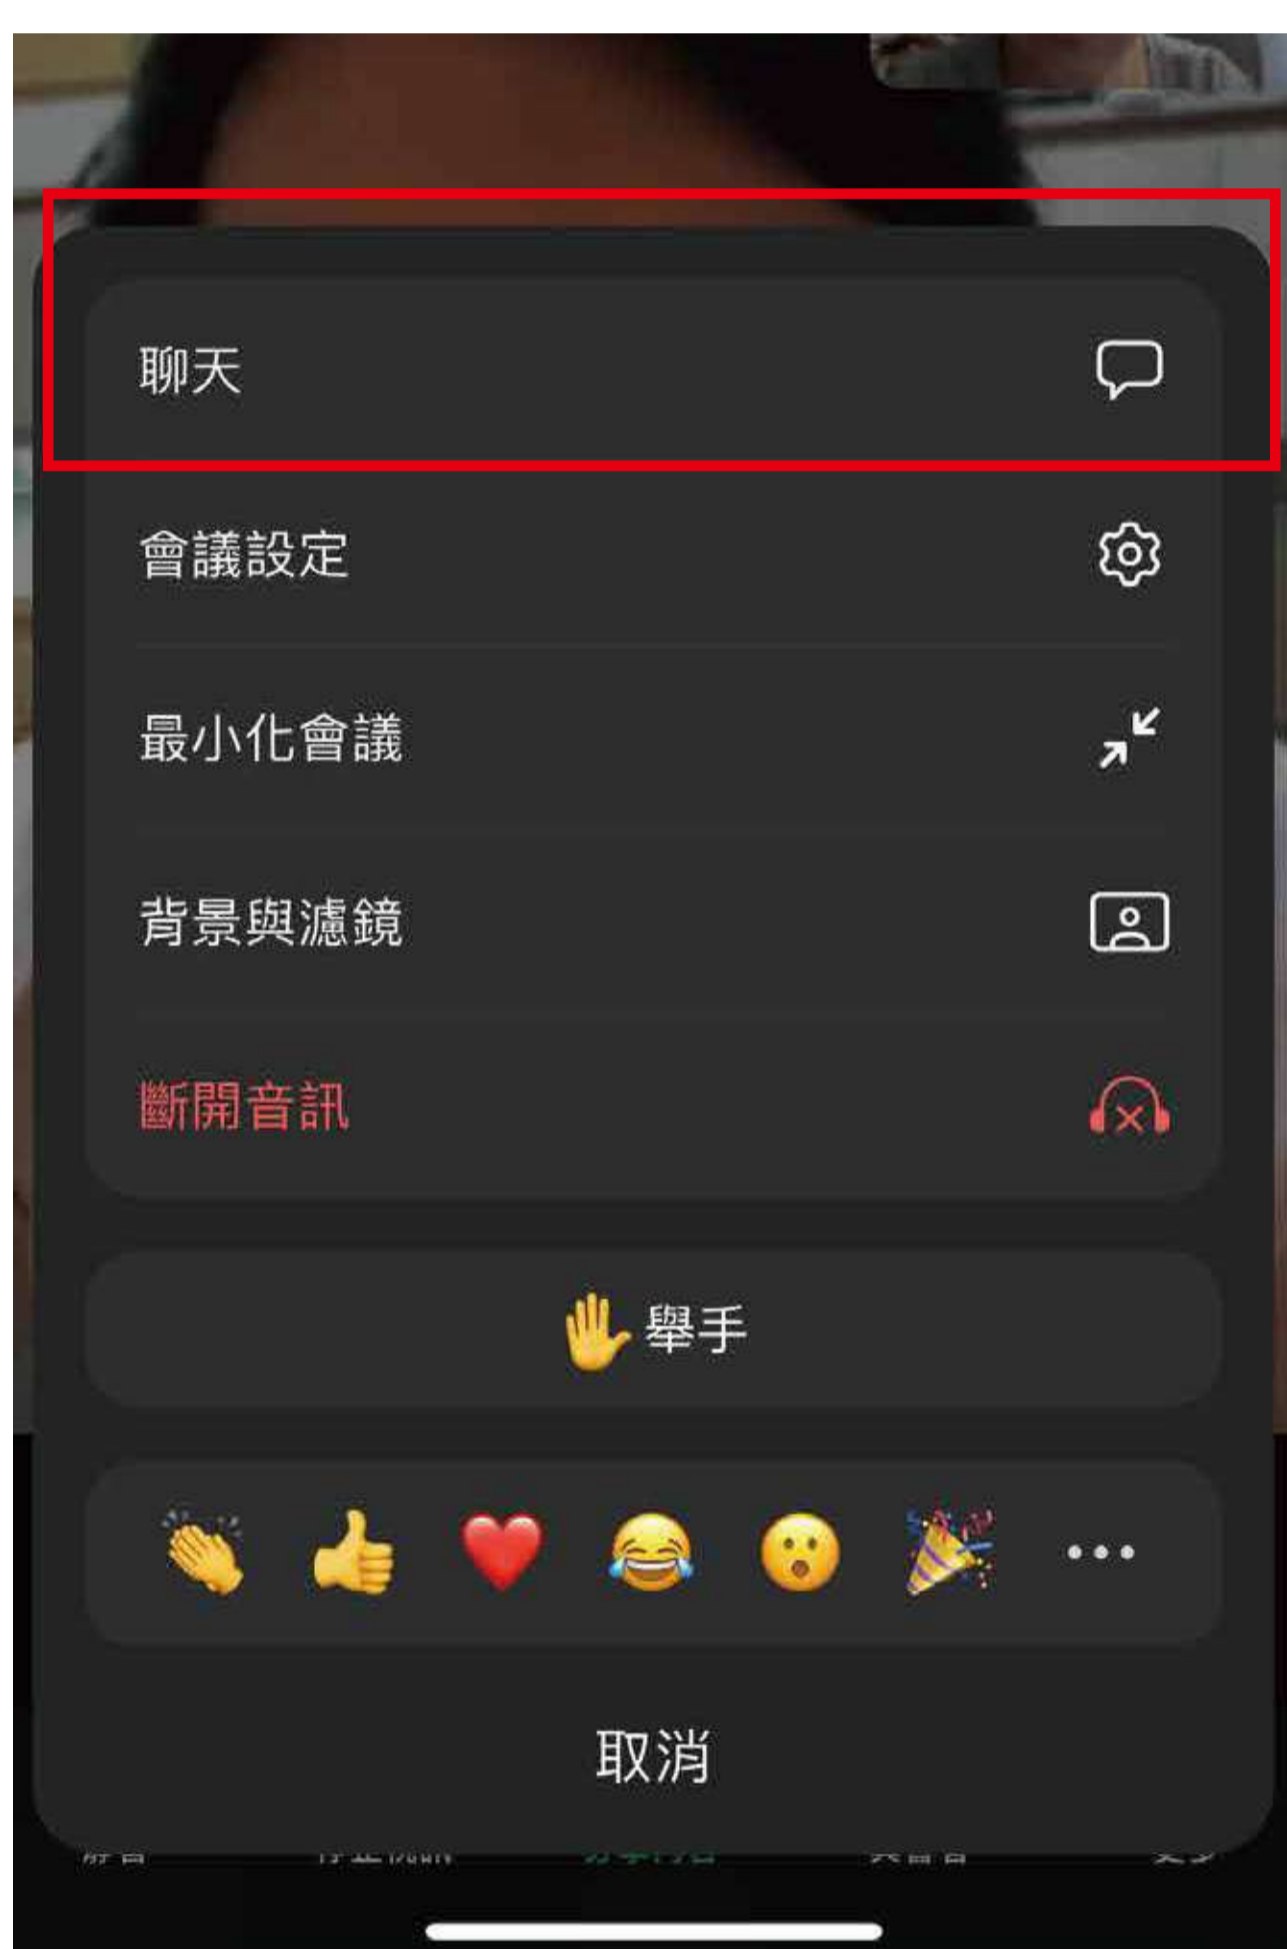 聊天
會議設定
最小化會議
背景與濾鏡
斷開音訊
舉手
取消